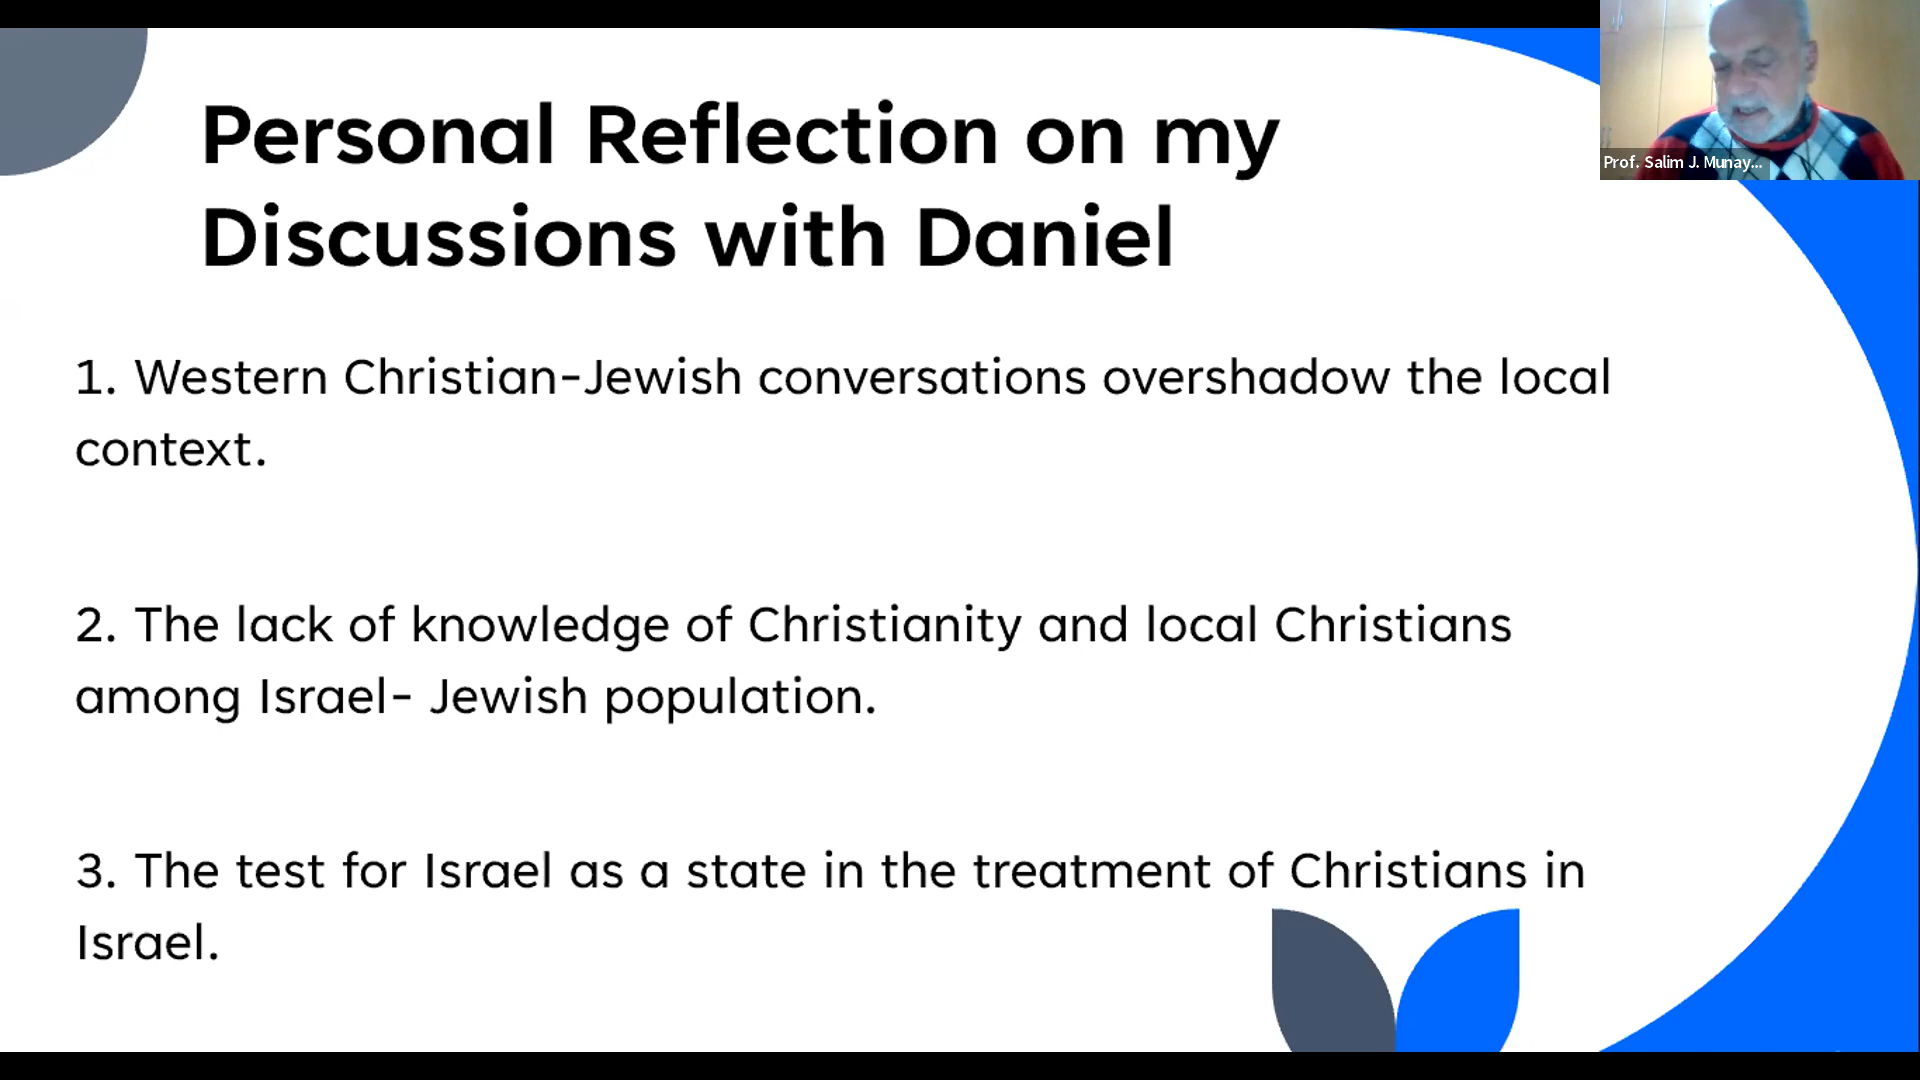 Personal Reflection on my
Discussions with Daniel
Prof. Salim J. Munay...
1. Western Christian-Jewish conversations overshadow the local
context.
2. The lack of knowledge of Christianity and local Christians
among Israel- Jewish population.
3. The test for Israel as a state in the treatment of Christians in
Israel.